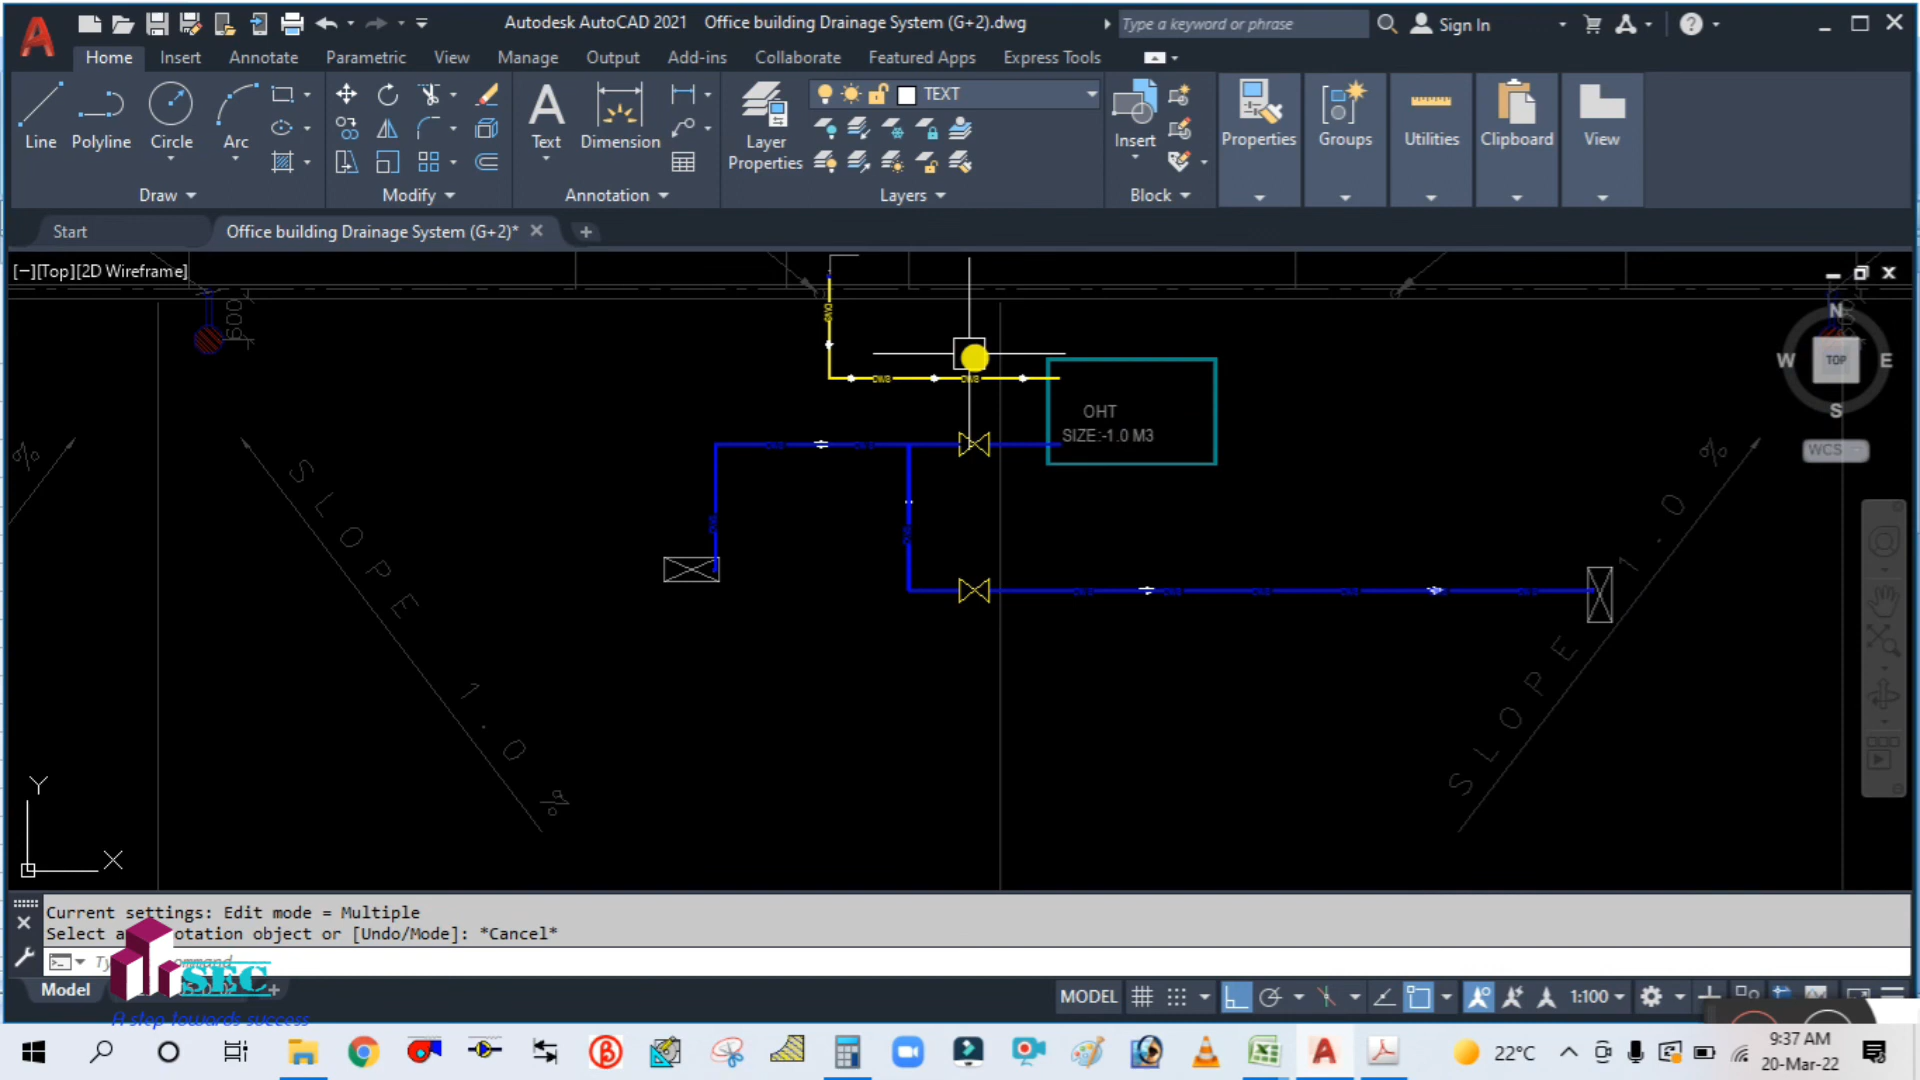 Autodesk AutoCAD 2021 Office building Drainage System (G+2).dwg
Type a keyword or phrase
Sign In
Home Insert Annotate Parametric View Manage Output Add-ins Collaborate Featured Apps Express Tools
TEXT
Line Polyline Circle Arc
Text Dimension
Layer Properties
Insert
Properties Groups Utilities Clipboard View
Draw Modify Annotation Layers Block
Start
Office building Drainage System (G+2)*
[−][Top][2D Wireframe]
600
N
W TOP E
S
WCS
OHT
SIZE:-1.0 M3
%
SLOPE 1.0 %
SLOPE 1.0 %
Y
X
Current settings: Edit mode = Multiple
otation object or [Undo/Mode]: *Cancel*
Model
SEC
A step towards success
MODEL
1:100
22°C
9:37 AM
20-Mar-22